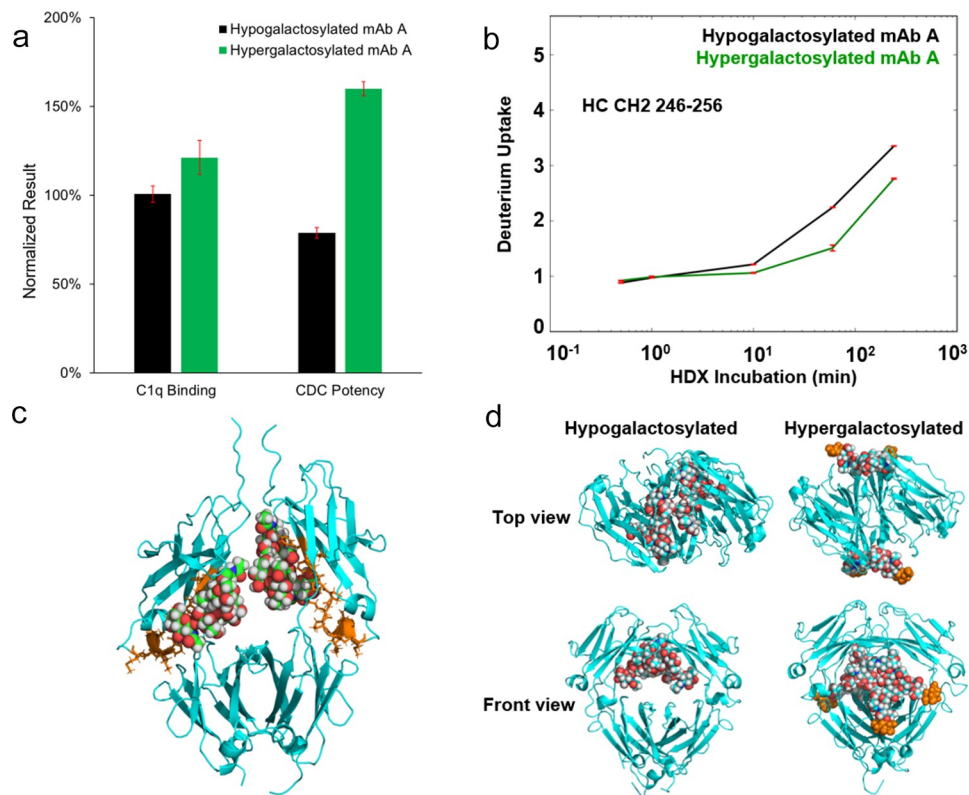 a
200%
150%
100%
50%
0%
Normalized Result
Hypogalactosylated mAb A
Hypergalactosylated mAb A
C1q Binding
CDC Potency
b
5
4
3
2
1
0
Deuterium Uptake
Hypogalactosylated mAb A
Hypergalactosylated mAb A
HC CH2 246-256
10-1 100 101 102 103
HDX Incubation (min)
c
d
Hypogalactosylated
Hypergalactosylated
Top view
Front view